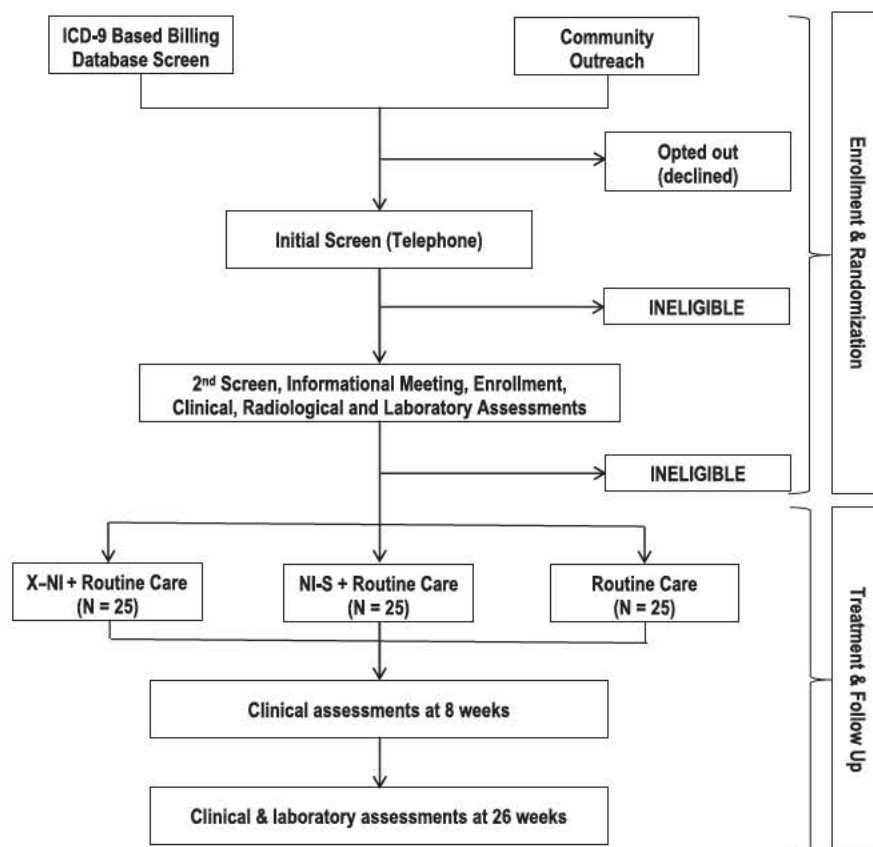 ICD-9 Based Billing
Database Screen
Community
Outreach
Opted out
(declined)
Initial Screen (Telephone)
INELIGIBLE
2nd Screen, Informational Meeting, Enrollment,
Clinical, Radiological and Laboratory Assessments
INELIGIBLE
Enrollment & Randomization
X–NI + Routine Care
(N = 25)
NI-S + Routine Care
(N = 25)
Routine Care
(N = 25)
Clinical assessments at 8 weeks
Clinical & laboratory assessments at 26 weeks
Treatment & Follow Up